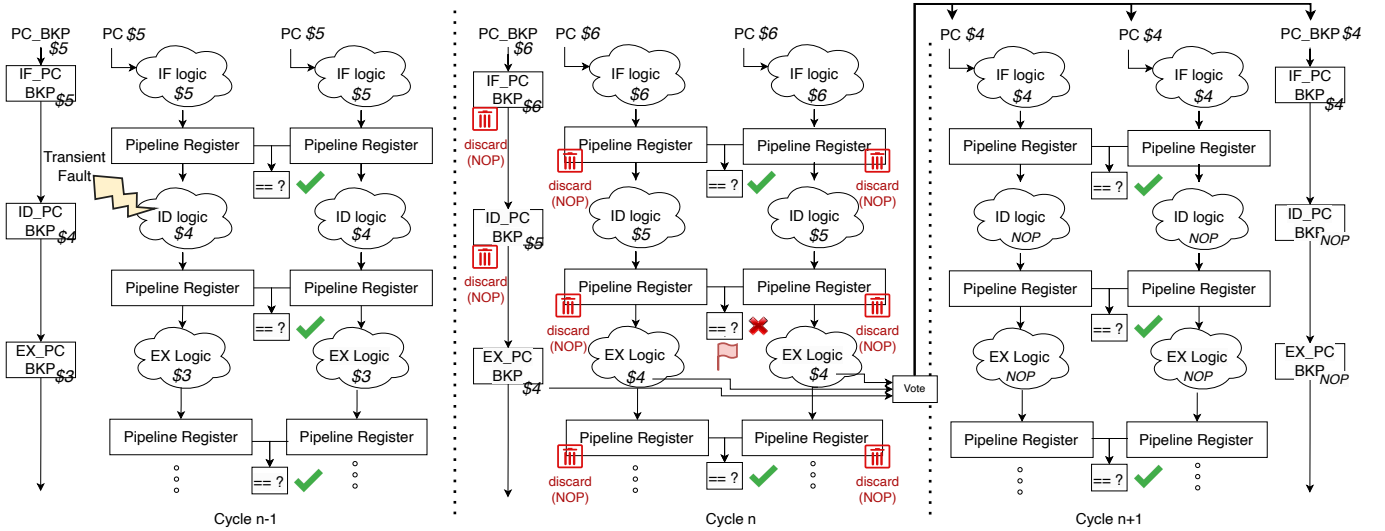 PC_BKP
$5
IF_PC
BKP
$5
Transient
Fault
ID_PC
BKP
$4
EX_PC
BKP
$3
PC $5
PC $5
IF logic
$5
IF logic
$5
Pipeline Register
Pipeline Register
== ?
ID logic
$4
ID logic
$4
Pipeline Register
Pipeline Register
== ?
EX Logic
$3
EX Logic
$3
Pipeline Register
Pipeline Register
== ?
Cycle n-1
PC_BKP
$6
IF_PC
BKP
$6
discard
(NOP)
ID_PC
BKP
$5
discard
(NOP)
EX_PC
BKP
$4
PC $6
PC $6
IF logic
$6
IF logic
$6
Pipeline Register
Pipeline Register
discard
(NOP)
== ?
discard
(NOP)
ID logic
$5
ID logic
$5
Pipeline Register
Pipeline Register
discard
(NOP)
== ?
discard
(NOP)
EX Logic
$4
EX Logic
$4
Vote
Pipeline Register
Pipeline Register
discard
(NOP)
== ?
discard
(NOP)
Cycle n
PC $4
PC $4
IF logic
$4
IF logic
$4
Pipeline Register
Pipeline Register
== ?
ID logic
NOP
ID logic
NOP
Pipeline Register
Pipeline Register
== ?
EX Logic
NOP
EX Logic
NOP
Pipeline Register
Pipeline Register
== ?
Cycle n+1
PC_BKP $4
IF_PC
BKP
$4
ID_PC
BKP
NOP
EX_PC
BKP
NOP